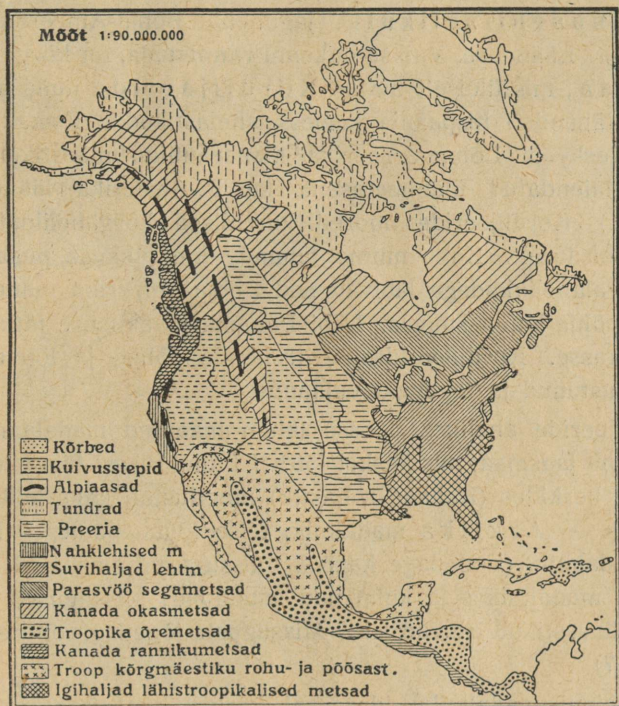 Mõõt 1:90.000.000
Kõrbed
Kuivusstepid
Alpiaasad
Tundrad
Preeria
Nahklehised m
Suvihaljad lehtm
Parasvöö segametsad
Kanada okasmetsad
Troopika õremetsad
Kanada rannikumetsad
Troop kõrgmäestiku rohu- ja põõsast.
Igihaljad lähistroopikalised metsad